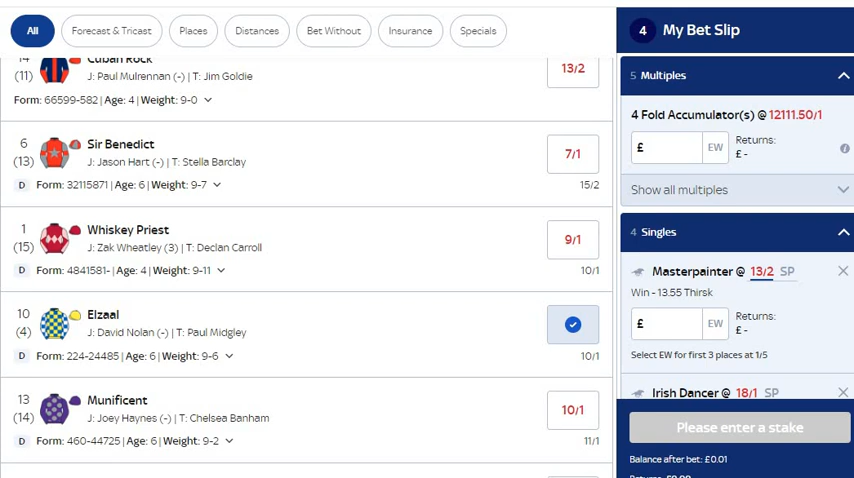 All
Forecast & Tricast
Places
Distances
Bet Without
Insurance
Specials
14
(11)
Cuban Rock
J: Paul Mulrennan (-) | T: Jim Goldie
Form: 66599-582 | Age: 4 | Weight: 9-0
13/2
6
(13)
Sir Benedict
J: Jason Hart (-) | T: Stella Barclay
D Form: 32115871 | Age: 6 | Weight: 9-7
7/1
15/2
1
(15)
Whiskey Priest
J: Zak Wheatley (3) | T: Declan Carroll
D Form: 4841581- | Age: 4 | Weight: 9-11
9/1
10/1
10
(4)
Elzaal
J: David Nolan (-) | T: Paul Midgley
D Form: 224-24485 | Age: 6 | Weight: 9-6
10/1
13
(14)
Munificent
J: Joey Haynes (-) | T: Chelsea Banham
D Form: 460-44725 | Age: 6 | Weight: 9-2
10/1
11/1
4 My Bet Slip
5 Multiples
4 Fold Accumulator(s) @ 12111.50/1
£ EW
Returns:
£ -
Show all multiples
4 Singles
Masterpainter @ 13/2 SP
Win - 13.55 Thirsk
£ EW
Returns:
£ -
Select EW for first 3 places at 1/5
Irish Dancer @ 18/1 SP
Please enter a stake
Balance after bet: £0.01
Returns: £0.00